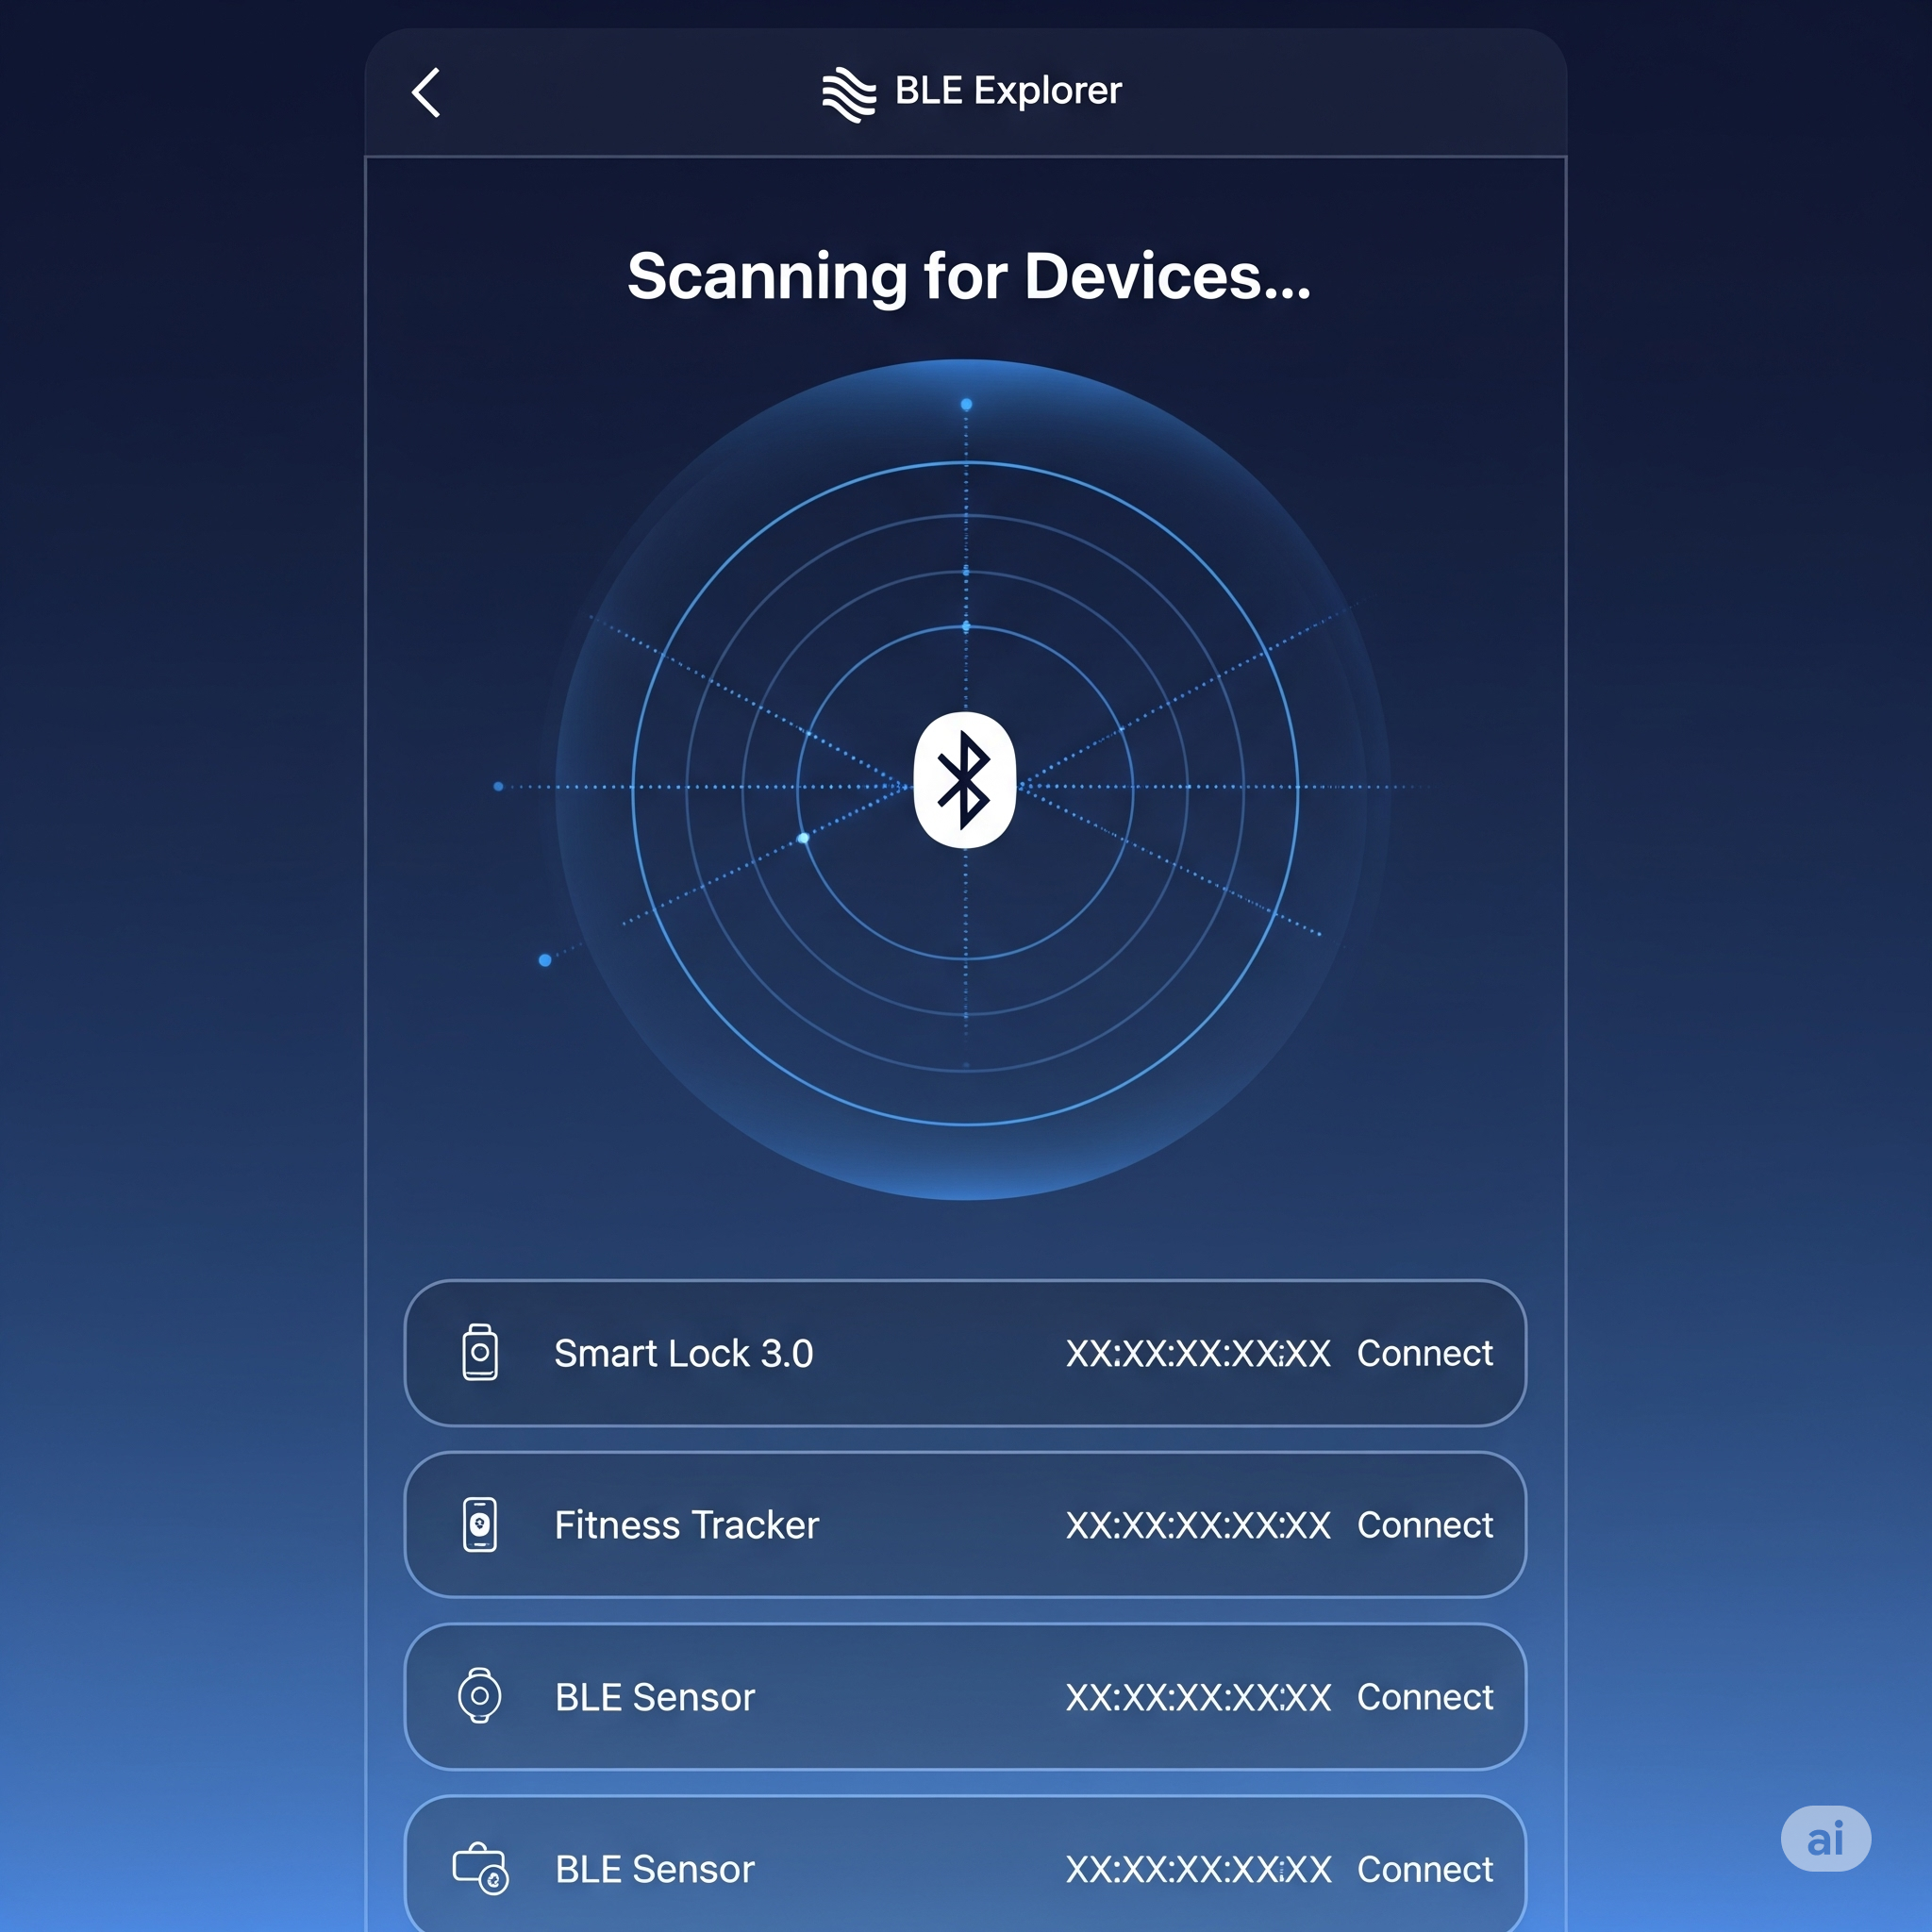 BLE Explorer
Scanning for Devices...
Smart Lock 3.0 XX:XX:XX:XX:XX Connect
Fitness Tracker XX:XX:XX:XX:XX Connect
BLE Sensor XX:XX:XX:XX:XX Connect
BLE Sensor XX:XX:XX:XX:XX Connect
ai